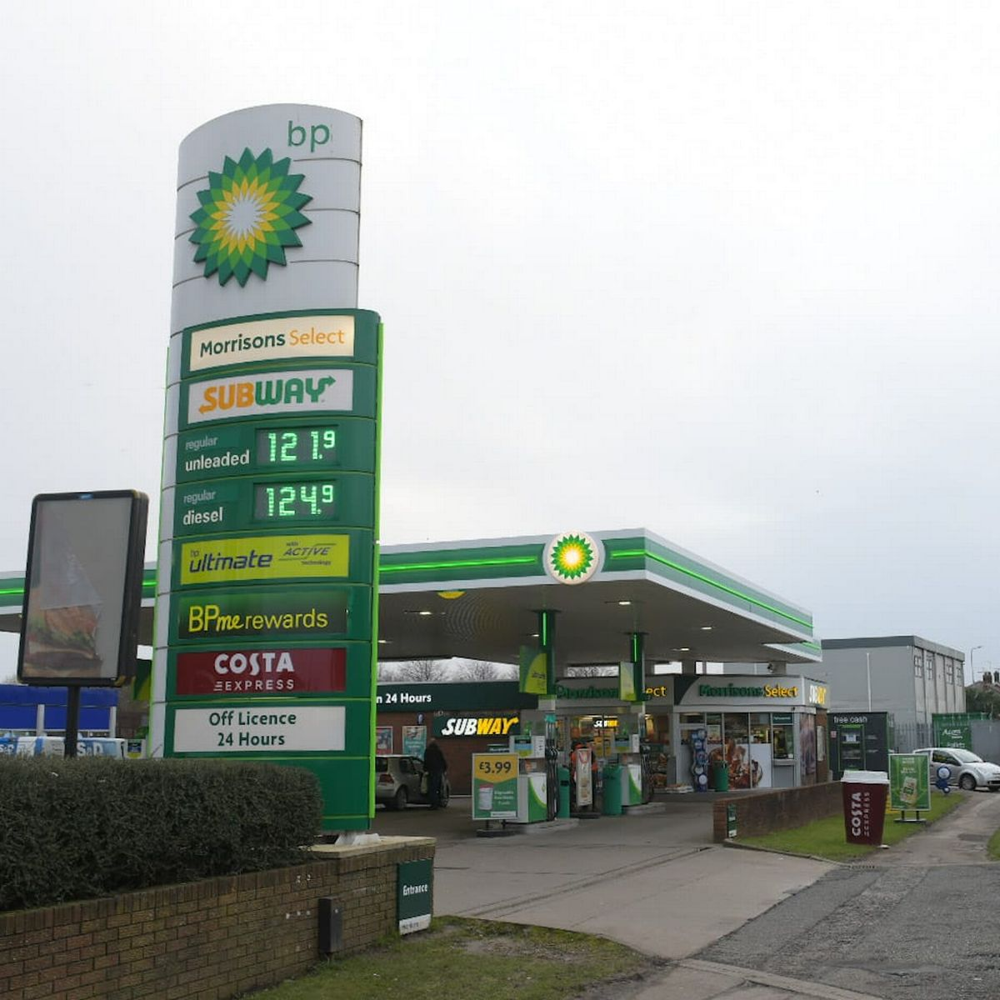 bp
Morrisons Select
SUBWAY
regular
unleaded
121.9
regular
diesel
124.9
bp
ultimate
with
ACTIVE
technology
BPme rewards
COSTA
EXPRESS
Off Licence
24 Hours
n 24 Hours
SUBWAY
Morrisons
ect
Morrisons Select
SUB
£3.99
free cash
COSTA
EXPRESS
Entrance